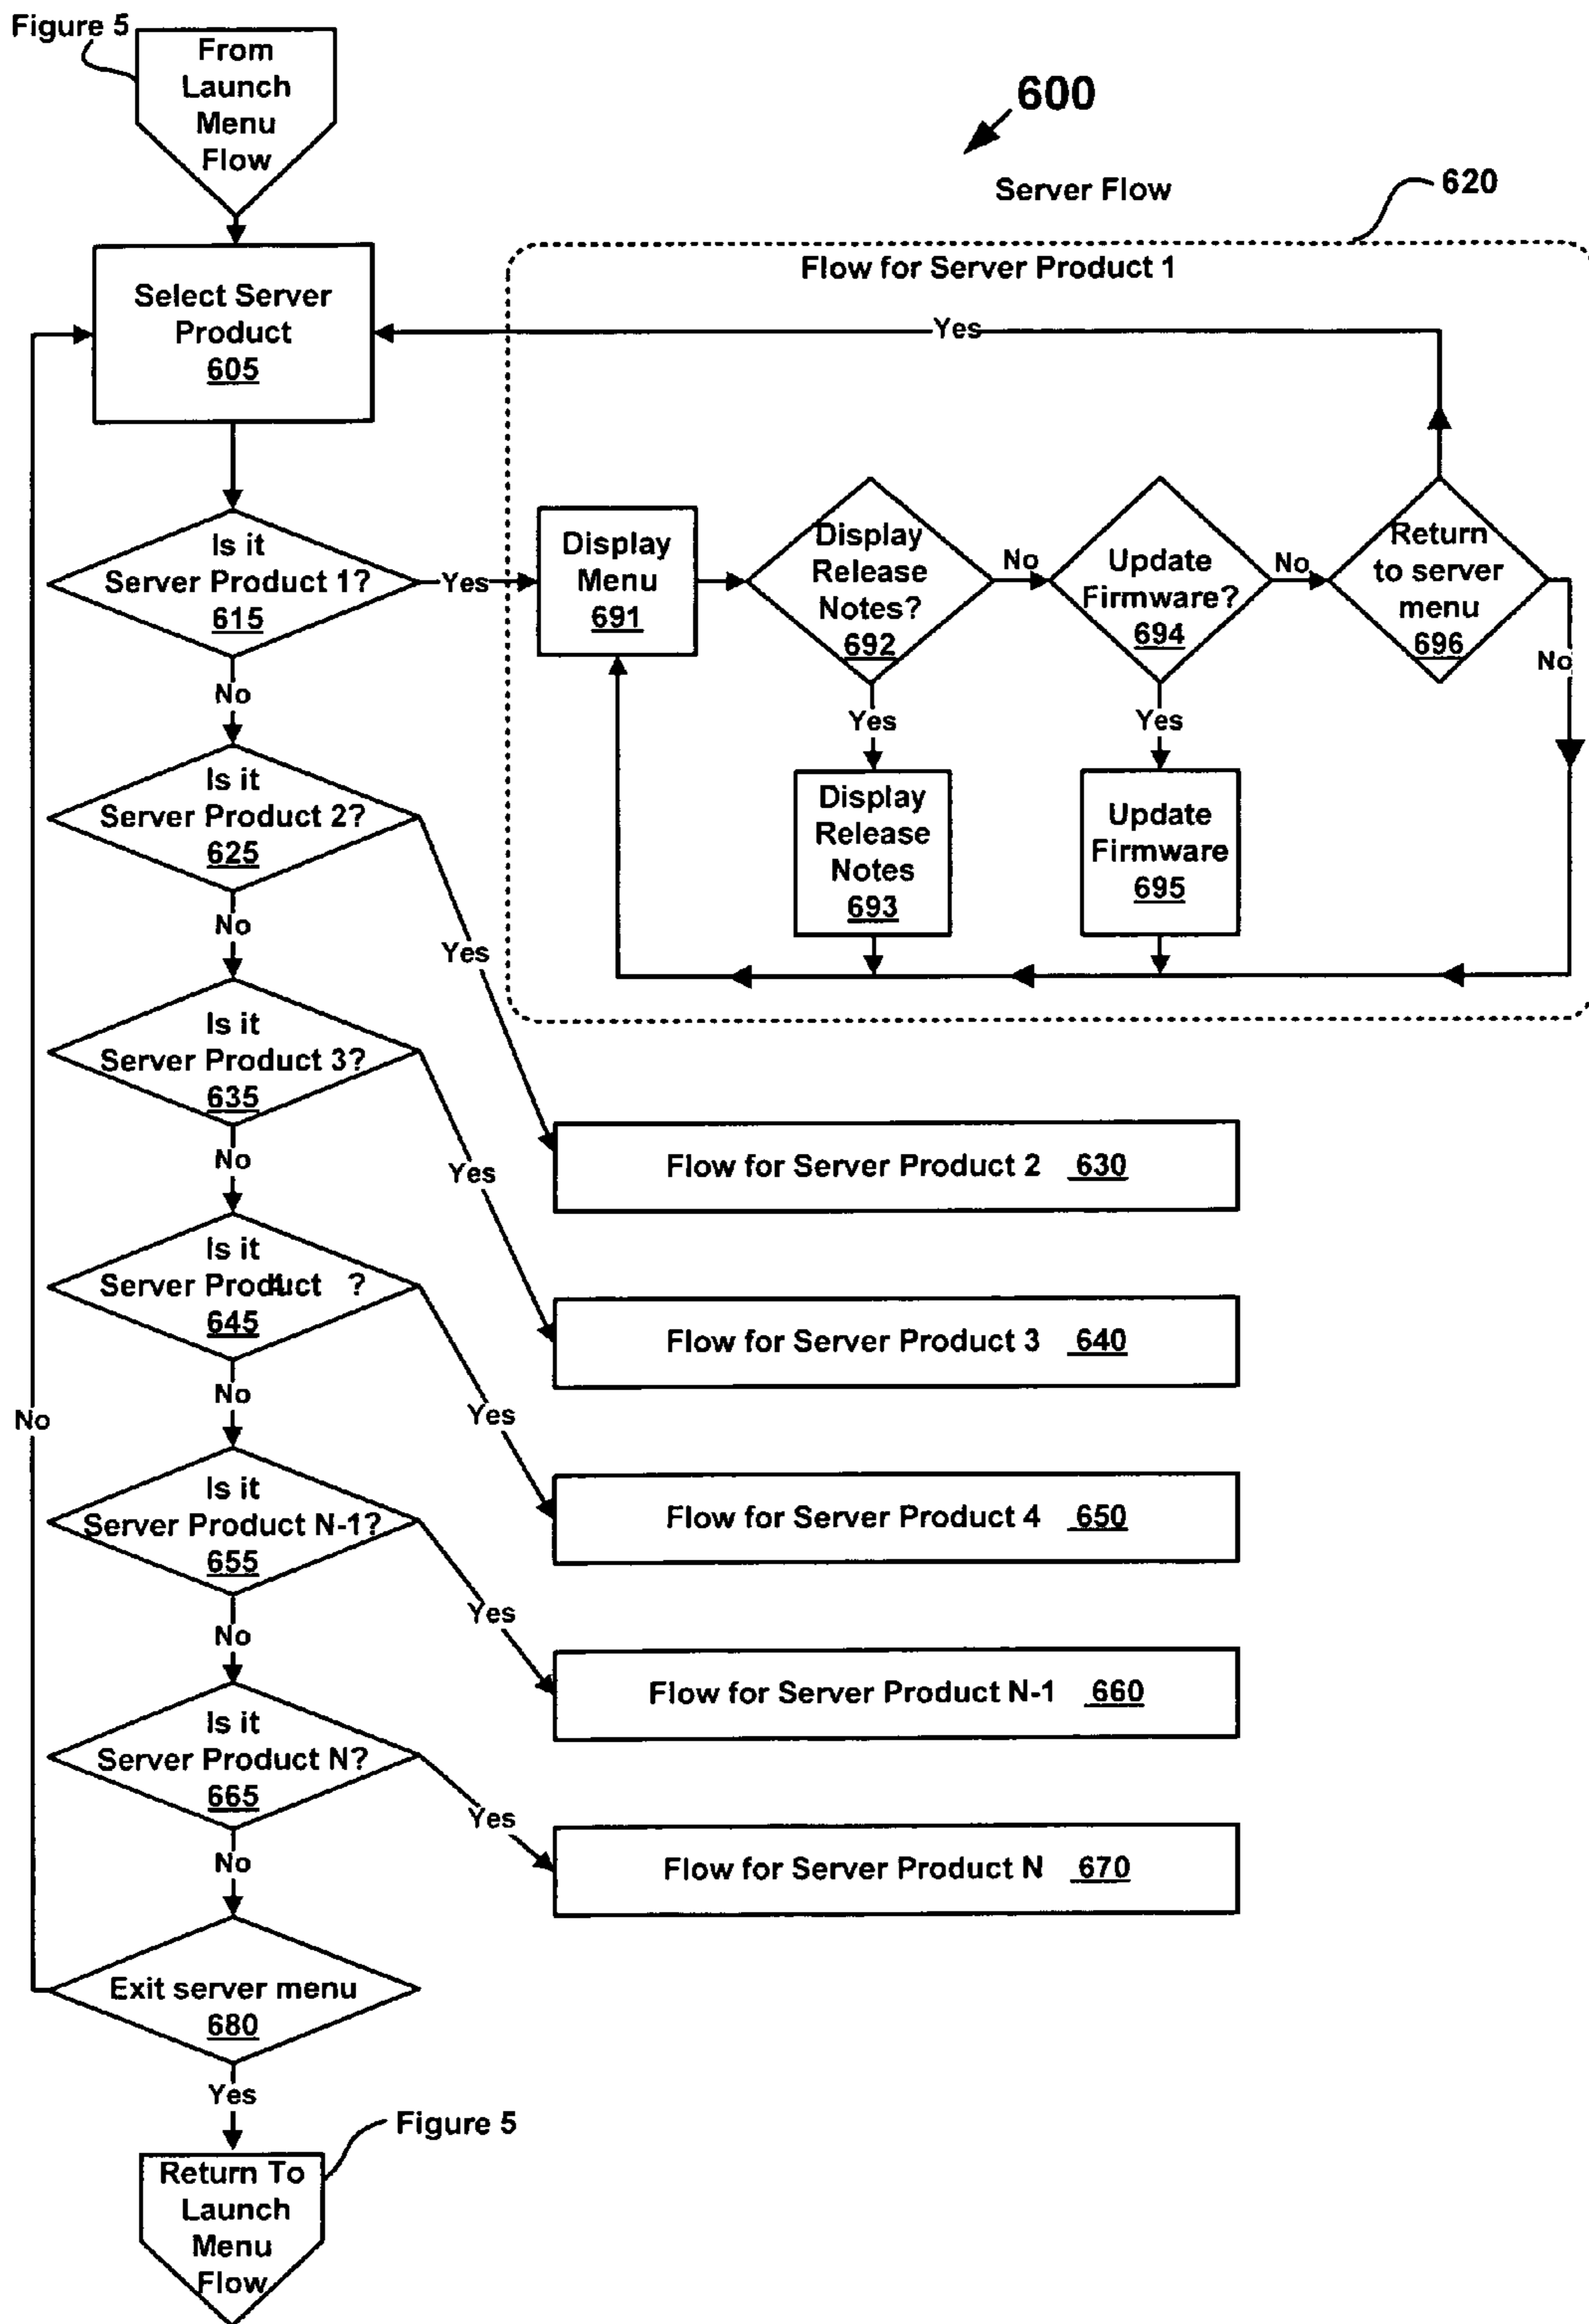 Figure 5
From
Launch
Menu
Flow
600
Server Flow
620
Flow for Server Product 1
Select Server
Product
605
Yes
Is it
Server Product 1?
615
Yes
Display
Menu
691
Display
Release
Notes?
692
No
Update
Firmware?
694
No
Return
to server
menu
696
No
Yes
Display
Release
Notes
693
Yes
Update
Firmware
695
No
Is it
Server Product 2?
625
Yes
No
Is it
Server Product 3?
635
Yes
No
Flow for Server Product 2 630
Is it
Server Product 4 ?
645
Yes
No
Flow for Server Product 3 640
Is it
Server Product N-1?
655
Yes
No
Flow for Server Product 4 650
Is it
Server Product N?
665
Yes
No
Flow for Server Product N-1 660
Flow for Server Product N 670
Exit server menu
680
No
Yes
Figure 5
Return To
Launch
Menu
Flow